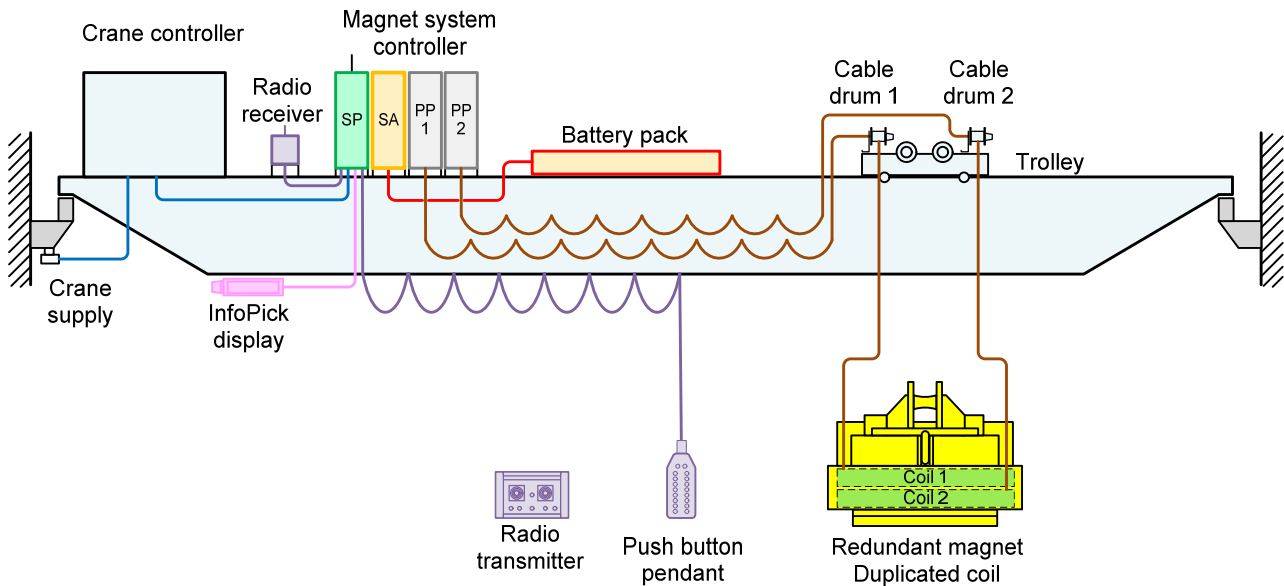 Crane controller
Magnet system
controller
Radio
receiver
SP
SA
PP
1
PP
2
Battery pack
Cable
drum 1
Cable
drum 2
Trolley
Crane
supply
InfoPick
display
Radio
transmitter
Push button
pendant
Coil 1
Coil 2
Redundant magnet
Duplicated coil